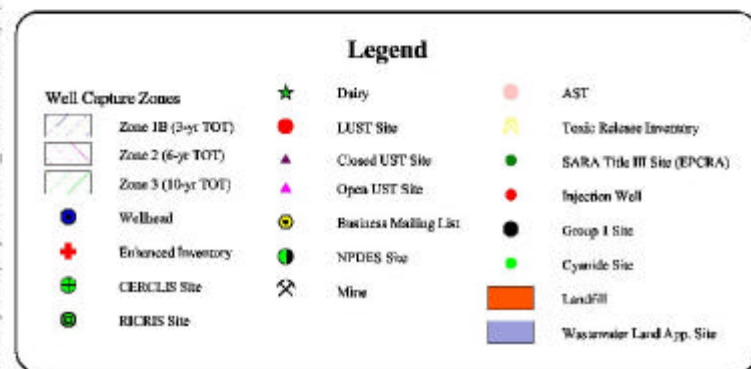 Legend
Well Capture Zones
Zone 1B (3-yr TOT)
Zone 2 (6-yr TOT)
Zone 3 (10-yr TOT)
Wellhead
Enhanced Inventory
CERCLIS Site
RICRIS Site
Dairy
LUST Site
Closed UST Site
Open UST Site
Business Mailing List
NPDES Site
Mine
AST
Toxic Release Inventory
SARA Title III Site (EPCRA)
Injection Well
Group 1 Site
Cyanide Site
Landfill
Wastewater Land App. Site